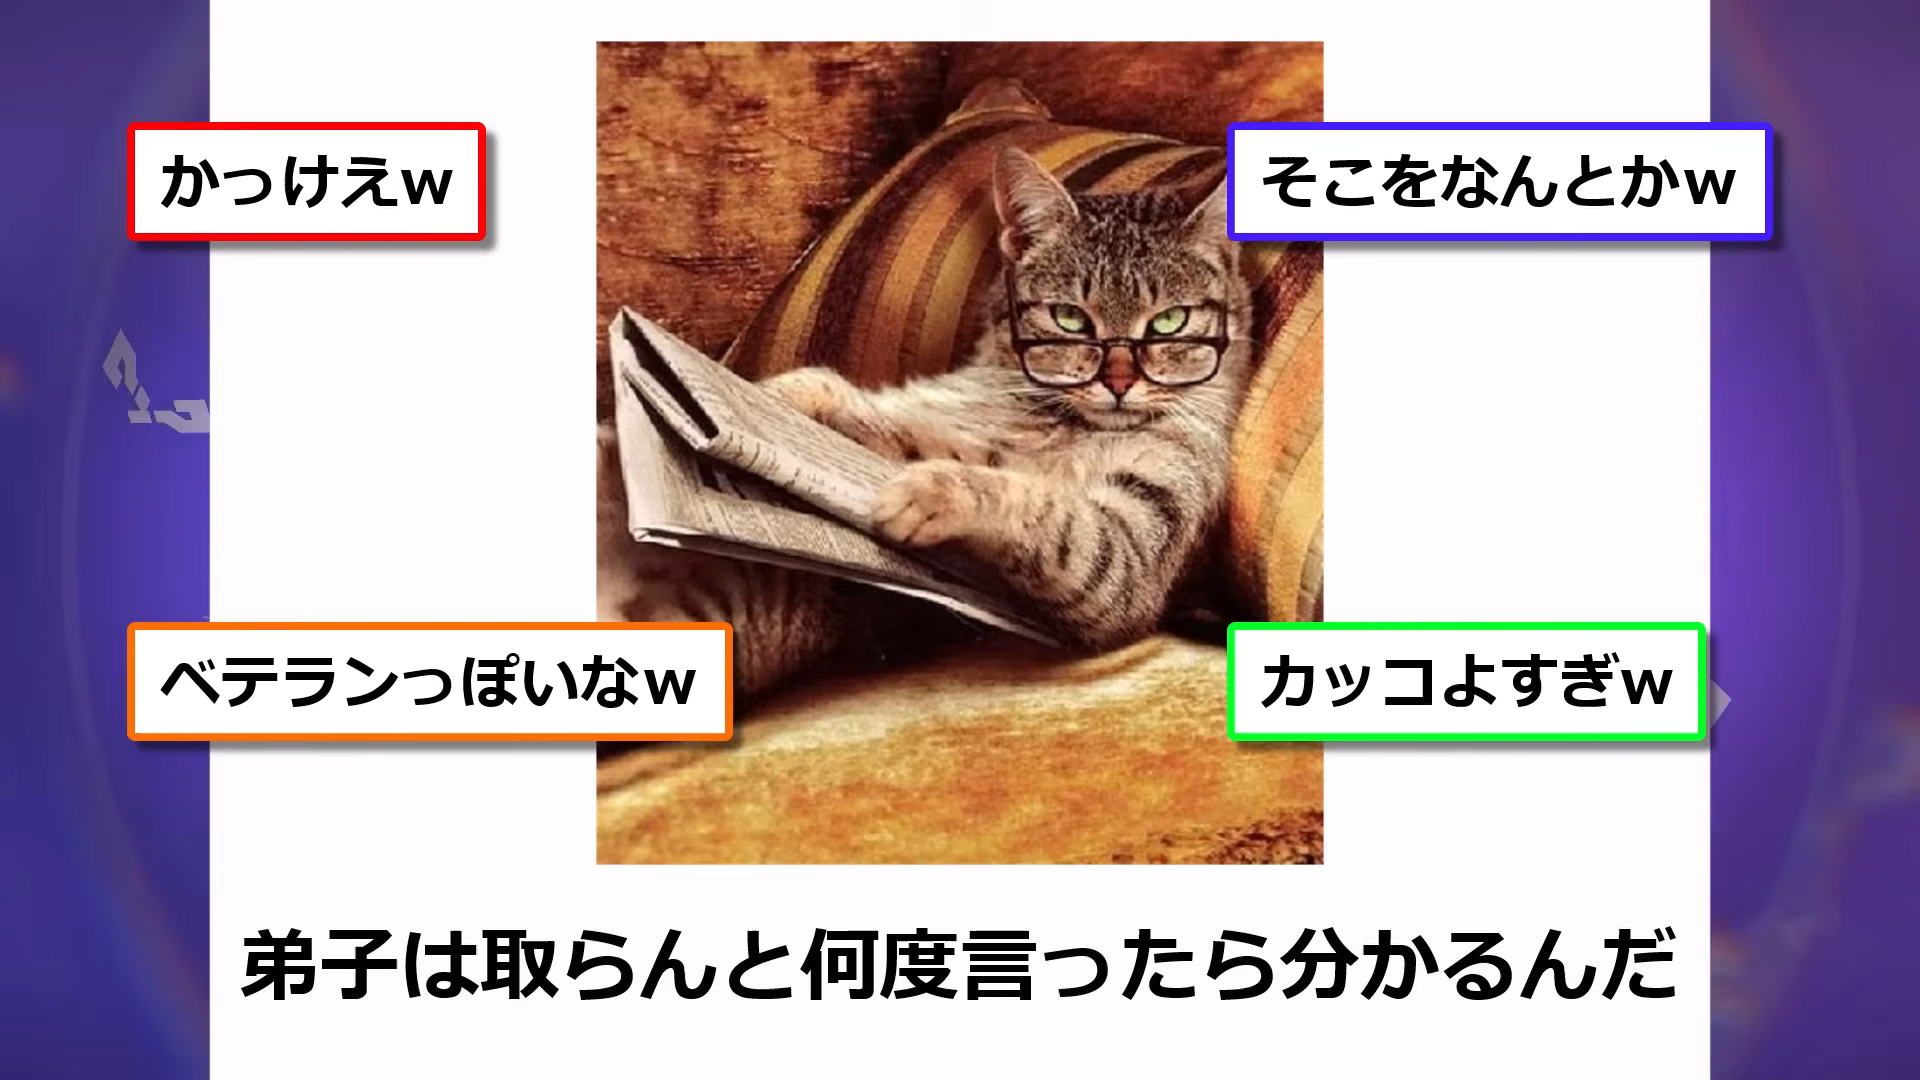 かっけえw
そこをなんとかw
ベテランっぽいなw
カッコよすぎw
弟子は取らんと何度言ったら分かるんだ